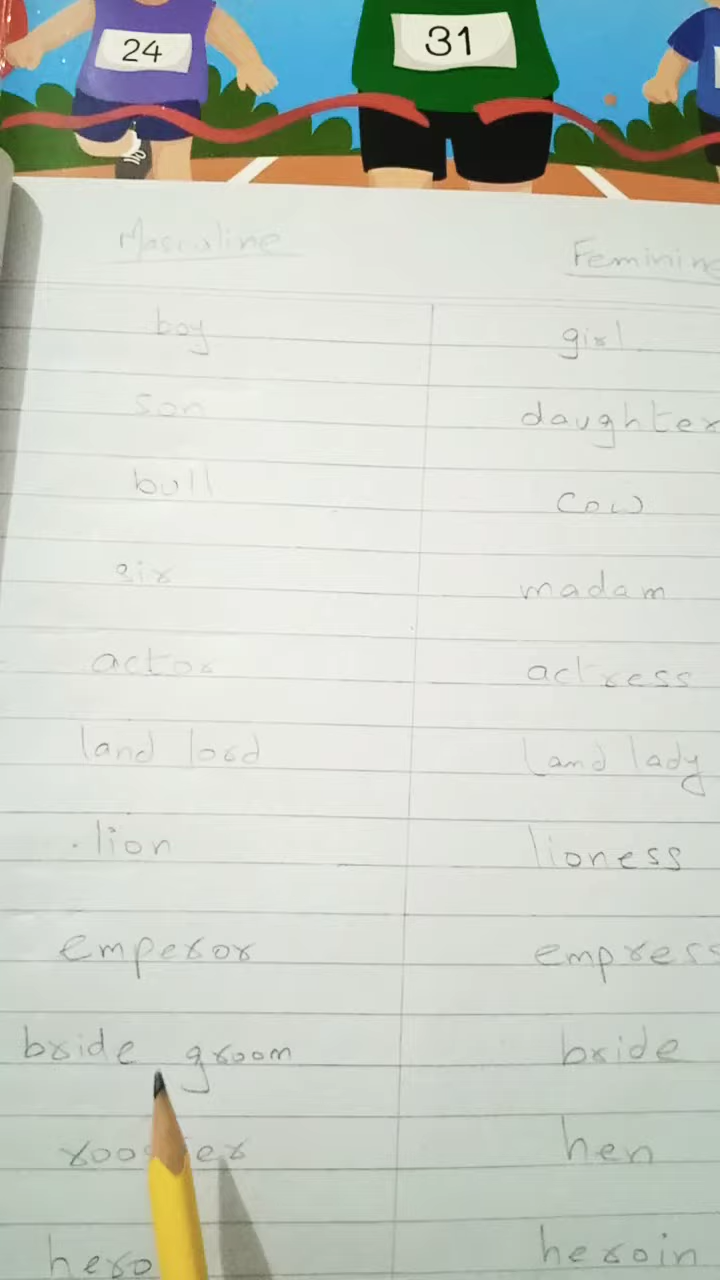 24 31
Masculine Feminine
boy girl
son daughter
bull cow
sir madam
actor actress
land lord land lady
lion lioness
emperor empress
bride groom bride
hen
hero heroin